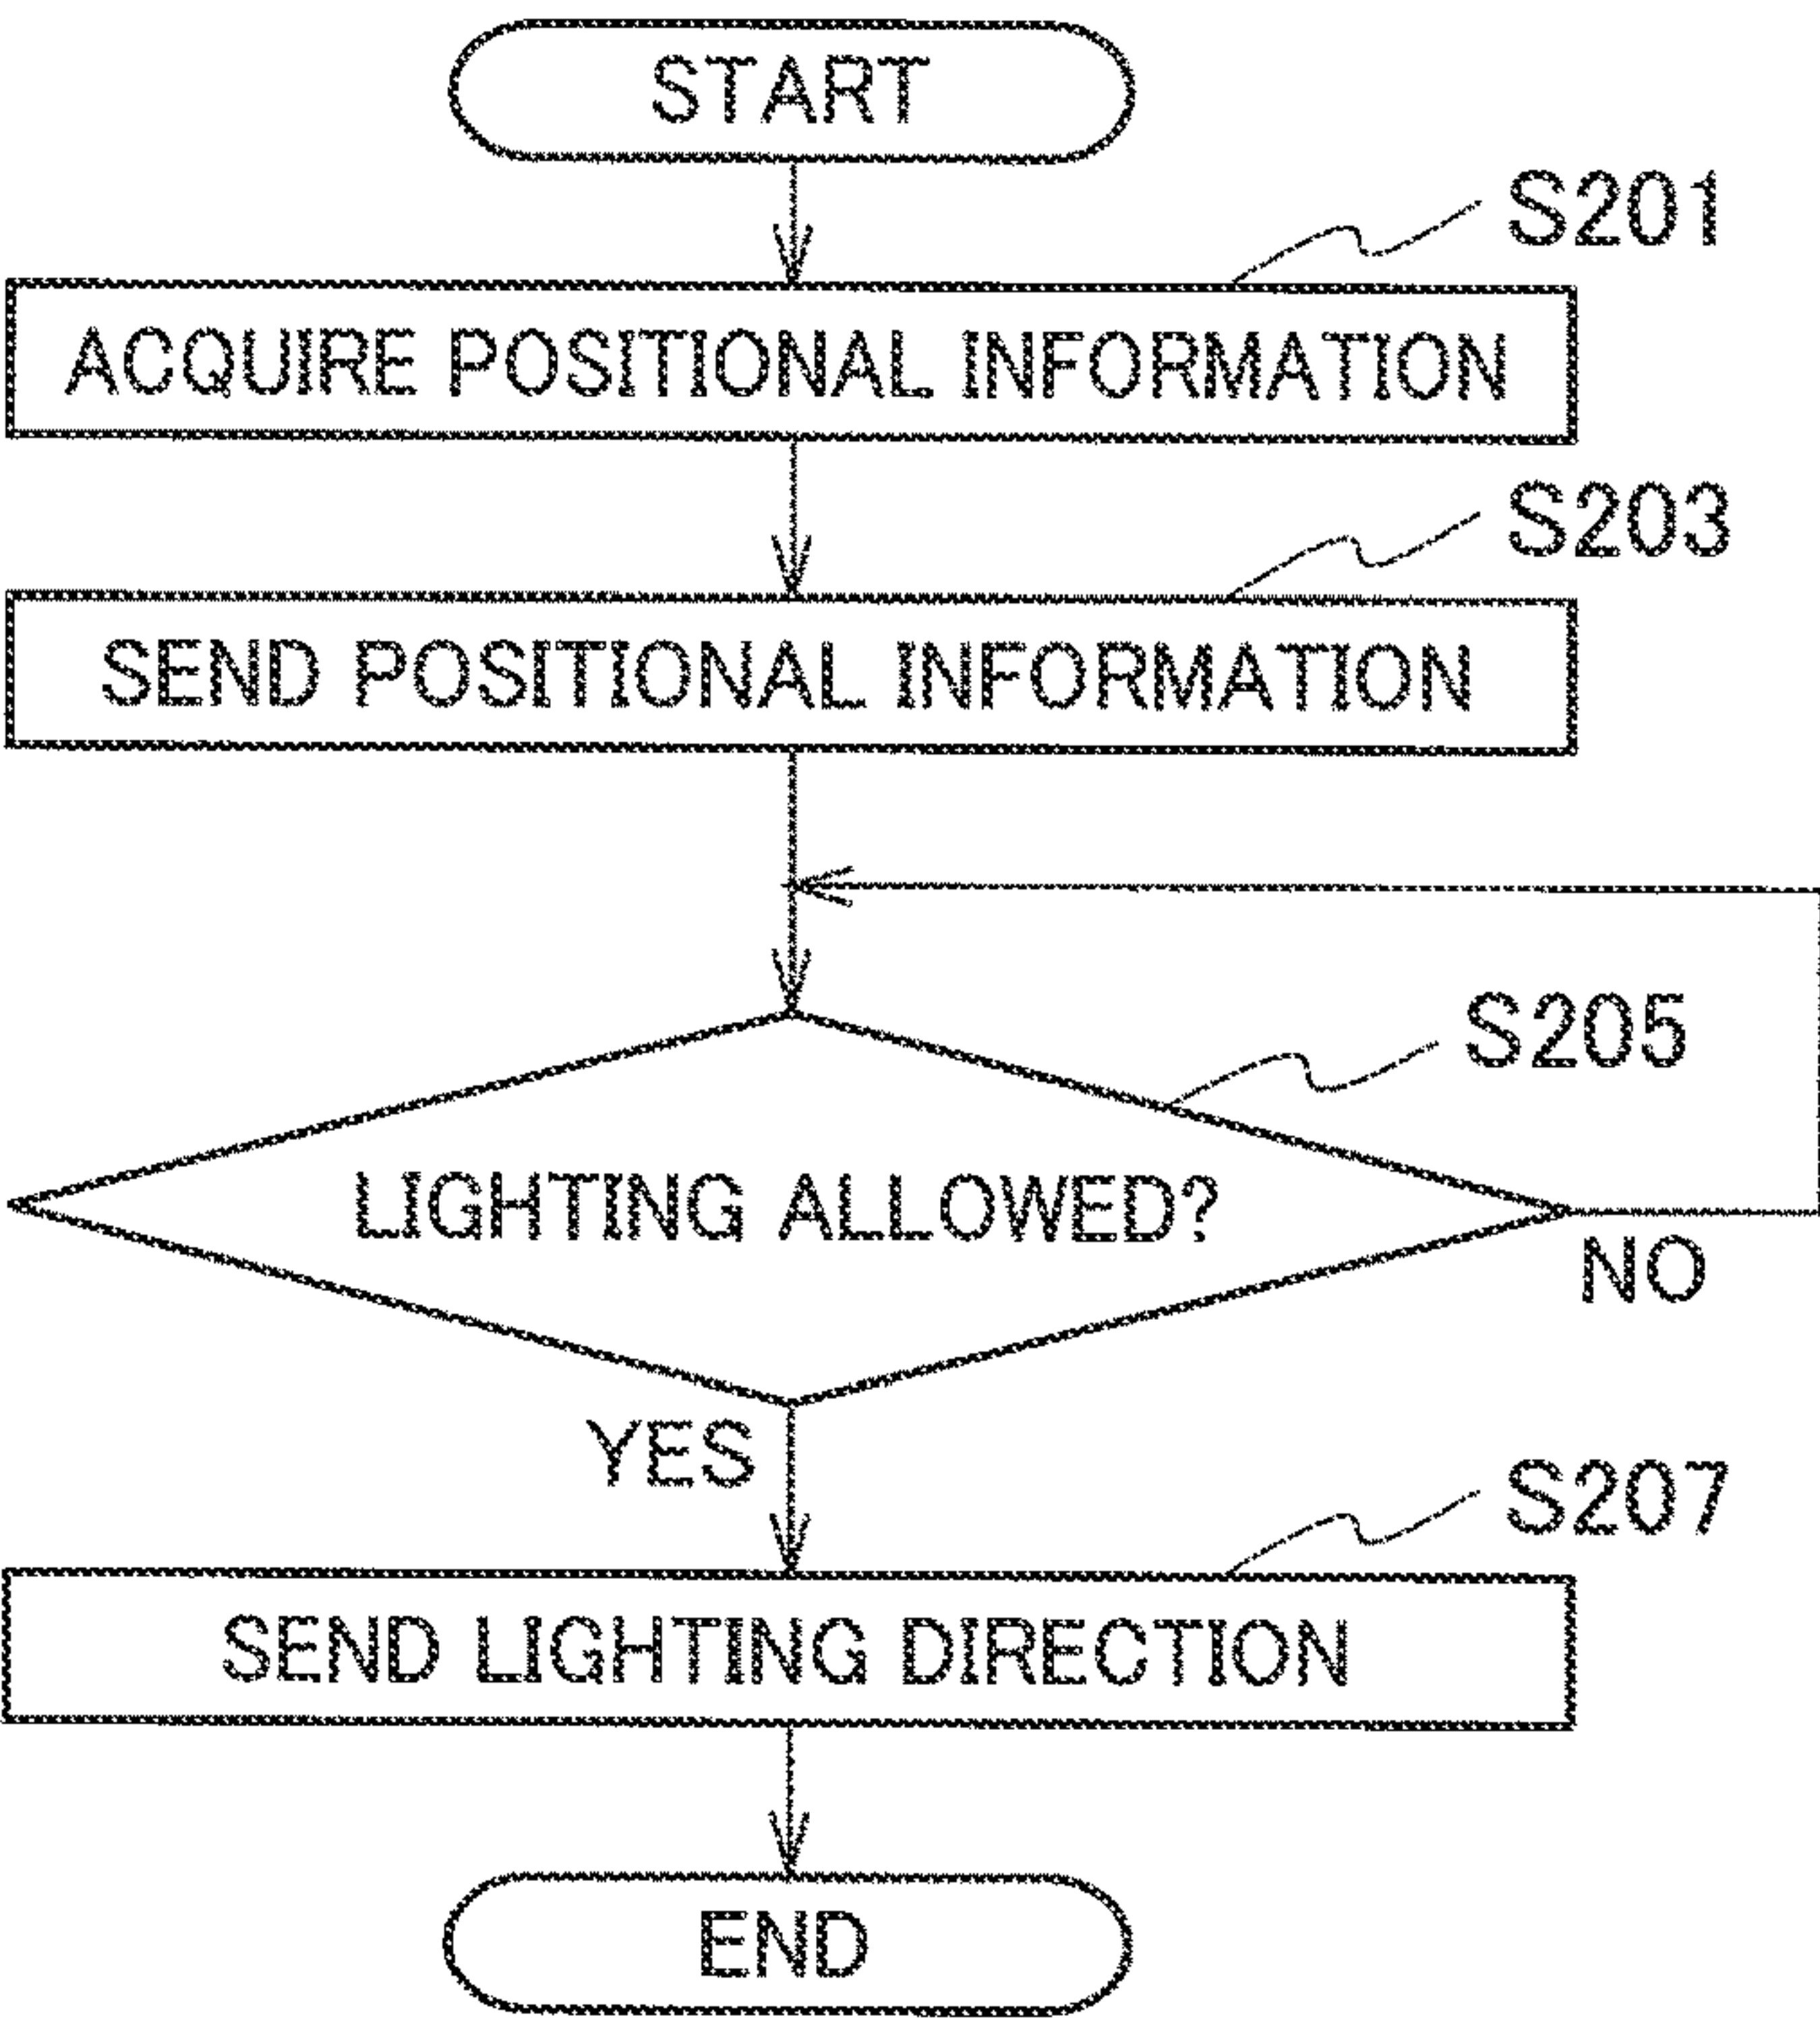 START
S201
ACQUIRE POSITIONAL INFORMATION
S203
SEND POSITIONAL INFORMATION
S205
LIGHTING ALLOWED?
NO
YES
S207
SEND LIGHTING DIRECTION
END